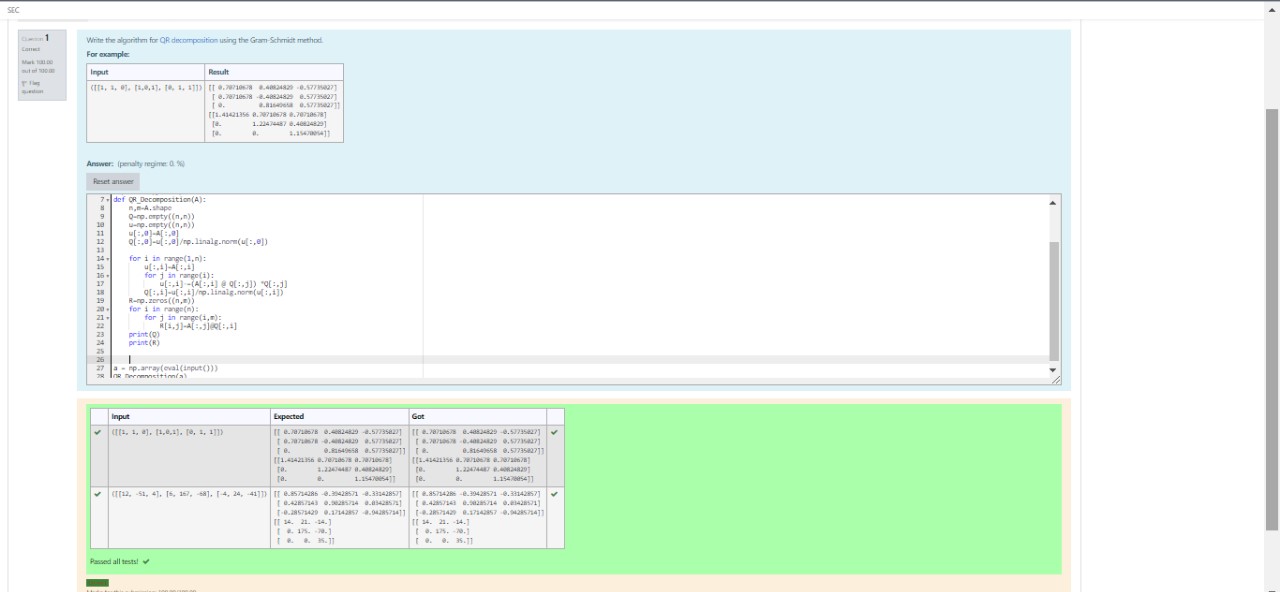 SEC
Question 1
Correct
Mark 100.00
out of 100.00
Flag
question
Write the algorithm for QR decomposition using the Gram-Schmidt method.
For example:
Input Result
([[1, 1, 0], [1,0,1], [0, 1, 1]]) [[ 0.70710678 0.40824829 -0.57735027]
[ 0.70710678 -0.40824829 0.57735027]
[ 0. 0.81649658 0.57735027]]
[[1.41421356 0.70710678 0.70710678]
[0. 1.22474487 0.40824829]
[0. 0. 1.15470054]]
Answer: (penalty regime: 0 %)
Reset answer
7 def QR_Decomposition(A):
8 n,m=A.shape
9 Q=np.empty((n,n))
10 u=np.empty((n,n))
11 u[:,0]=A[:,0]
12 Q[:,0]=u[:,0]/np.linalg.norm(u[:,0])
13
14 for i in range(1,n):
15 u[:,i]=A[:,i]
16 for j in range(i):
17 u[:,i]-=(A[:,i] @ Q[:,j]) *Q[:,j]
18 Q[:,i]=u[:,i]/np.linalg.norm(u[:,i])
19 R=np.zeros((n,m))
20 for i in range(n):
21 for j in range(i,m):
22 R[i,j]=A[:,j]@Q[:,i]
23 print(Q)
24 print(R)
25
26
27 a = np.array(eval(input()))
28 QR_Decomposition(a)
Input Expected Got
([[1, 1, 0], [1,0,1], [0, 1, 1]]) [[ 0.70710678 0.40824829 -0.57735027] [[ 0.70710678 0.40824829 -0.57735027]
[ 0.70710678 -0.40824829 0.57735027] [ 0.70710678 -0.40824829 0.57735027]
[ 0. 0.81649658 0.57735027]] [ 0. 0.81649658 0.57735027]]
[[1.41421356 0.70710678 0.70710678] [[1.41421356 0.70710678 0.70710678]
[0. 1.22474487 0.40824829] [0. 1.22474487 0.40824829]
[0. 0. 1.15470054]] [0. 0. 1.15470054]]
([[12, -51, 4], [6, 167, -68], [-4, 24, -41]]) [[ 0.85714286 -0.39428571 -0.33142857] [[ 0.85714286 -0.39428571 -0.33142857]
[ 0.42857143 0.90285714 0.03428571] [ 0.42857143 0.90285714 0.03428571]
[-0.28571429 0.17142857 -0.94285714]] [-0.28571429 0.17142857 -0.94285714]]
[[ 14. 21. -14.] [[ 14. 21. -14.]
[ 0. 175. -70.] [ 0. 175. -70.]
[ 0. 0. 35.]] [ 0. 0. 35.]]
Passed all tests!